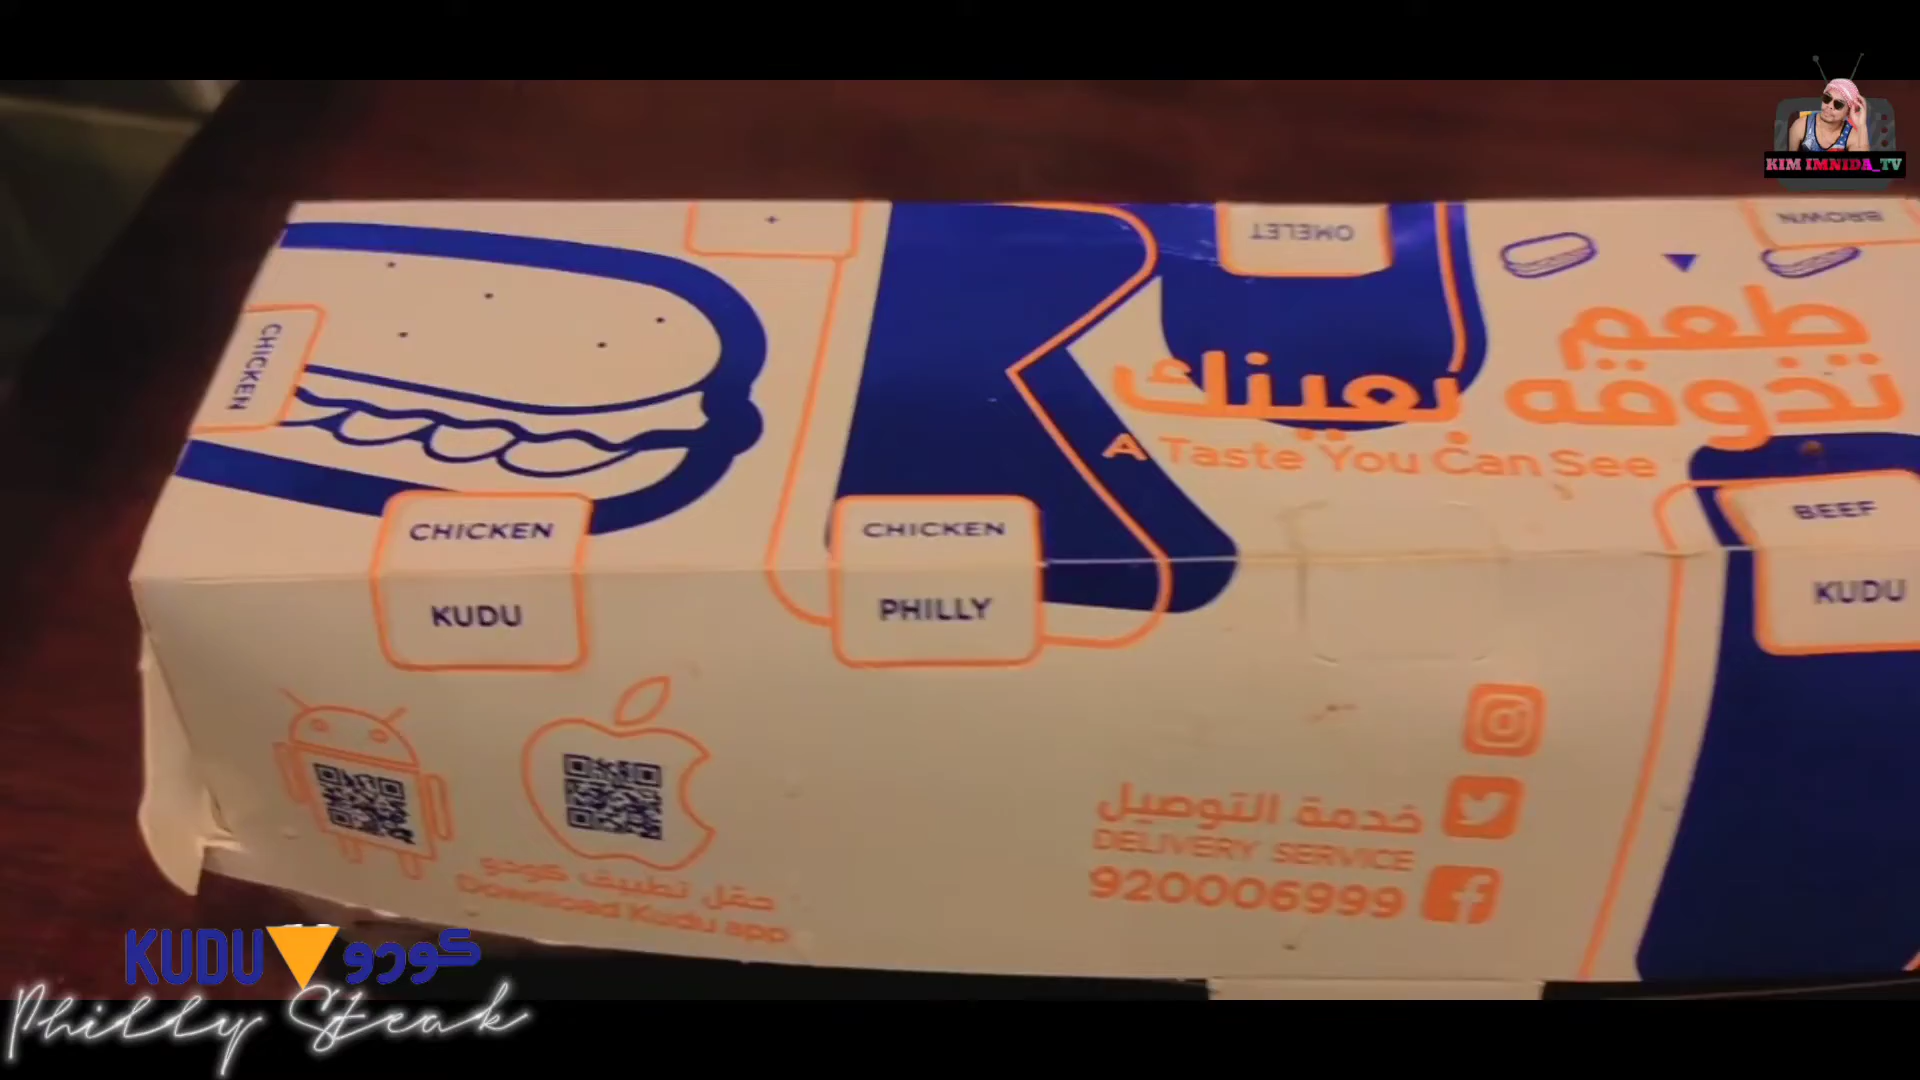 KIM IMNIDA_TV
OMELET
BROWN
CHICKEN
طعم
تذوقه بعينك
A Taste You Can See
CHICKEN
KUDU
CHICKEN
PHILLY
BEEF
KUDU
خدمة التوصيل
DELIVERY SERVICE
920006999
حمّل تطبيق كودو
Download Kudu app
KUDU كودو
Philly Steak